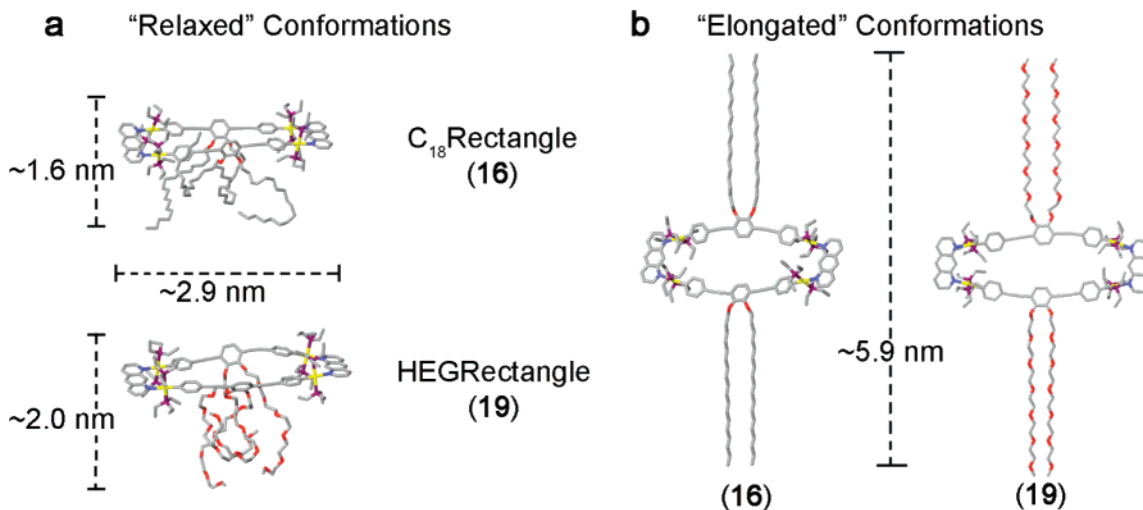 a "Relaxed" Conformations
b "Elongated" Conformations
~1.6 nm
C₁₈Rectangle
(16)
~2.9 nm
~2.0 nm
HEGRectangle
(19)
~5.9 nm
(16)
(19)